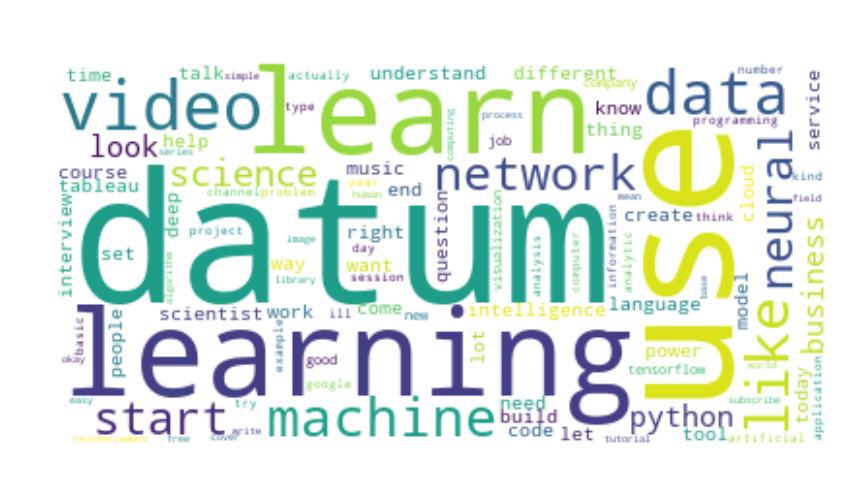 time
talk
simple
actually
understand
different
company
number
video
learn
type
process
know
data
programming
service
look
help
series
computing
job
thing
neural
course
science
music
network
kind
tableau
channel
problem
year
human
end
mean
cloud
field
interview
deep
datum
question
visualization
use
create
think
set
project
image
right
day
analysis
computer
information
analytic
business
algorithm
way
library
want
session
base
model
scientist
work
ill
come
new
intelligence
language
like
learning
people
basic
okay
example
good
google
lot
power
tensorflow
world
today
application
easy
try
need
subscribe
start
machine
build
python
write
code
let
tool
artificial
reinforcement
free
cover
tutorial